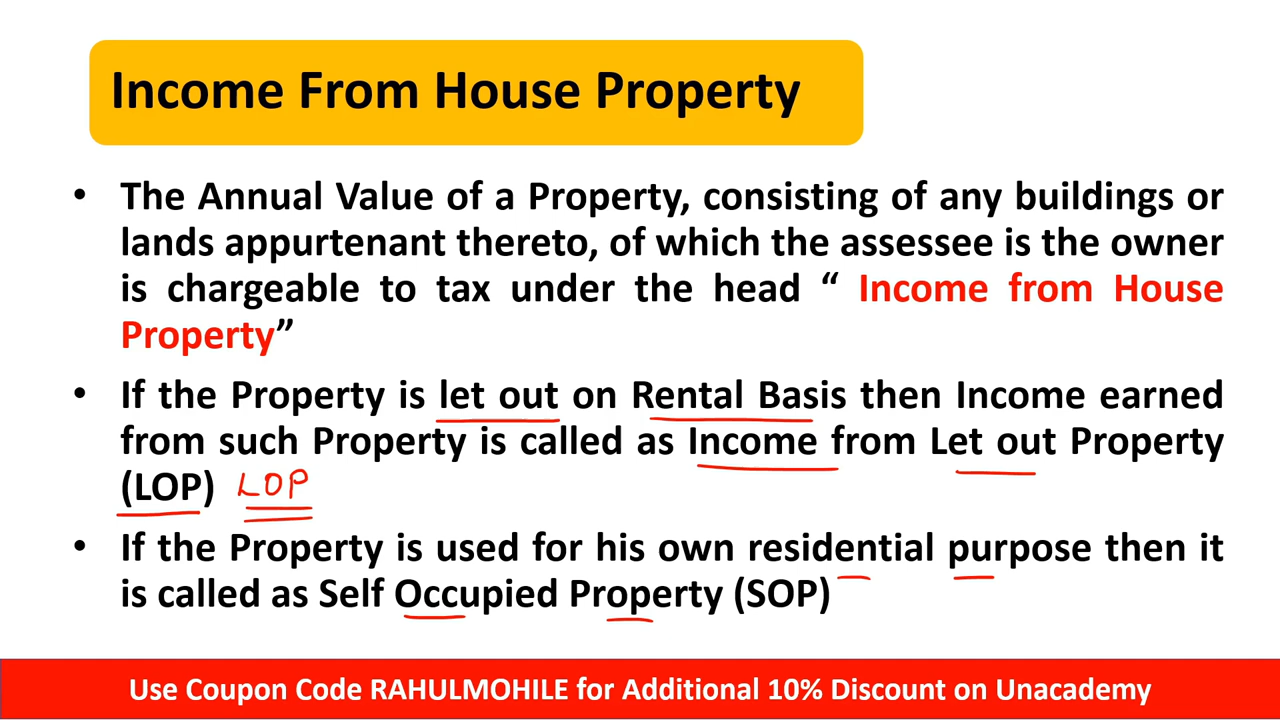 Income From House Property
• The Annual Value of a Property, consisting of any buildings or
lands appurtenant thereto, of which the assessee is the owner
is chargeable to tax under the head “ Income from House
Property”
• If the Property is let out on Rental Basis then Income earned
from such Property is called as Income from Let out Property
(LOP) LOP
• If the Property is used for his own residential purpose then it
is called as Self Occupied Property (SOP)
Use Coupon Code RAHULMOHILE for Additional 10% Discount on Unacademy